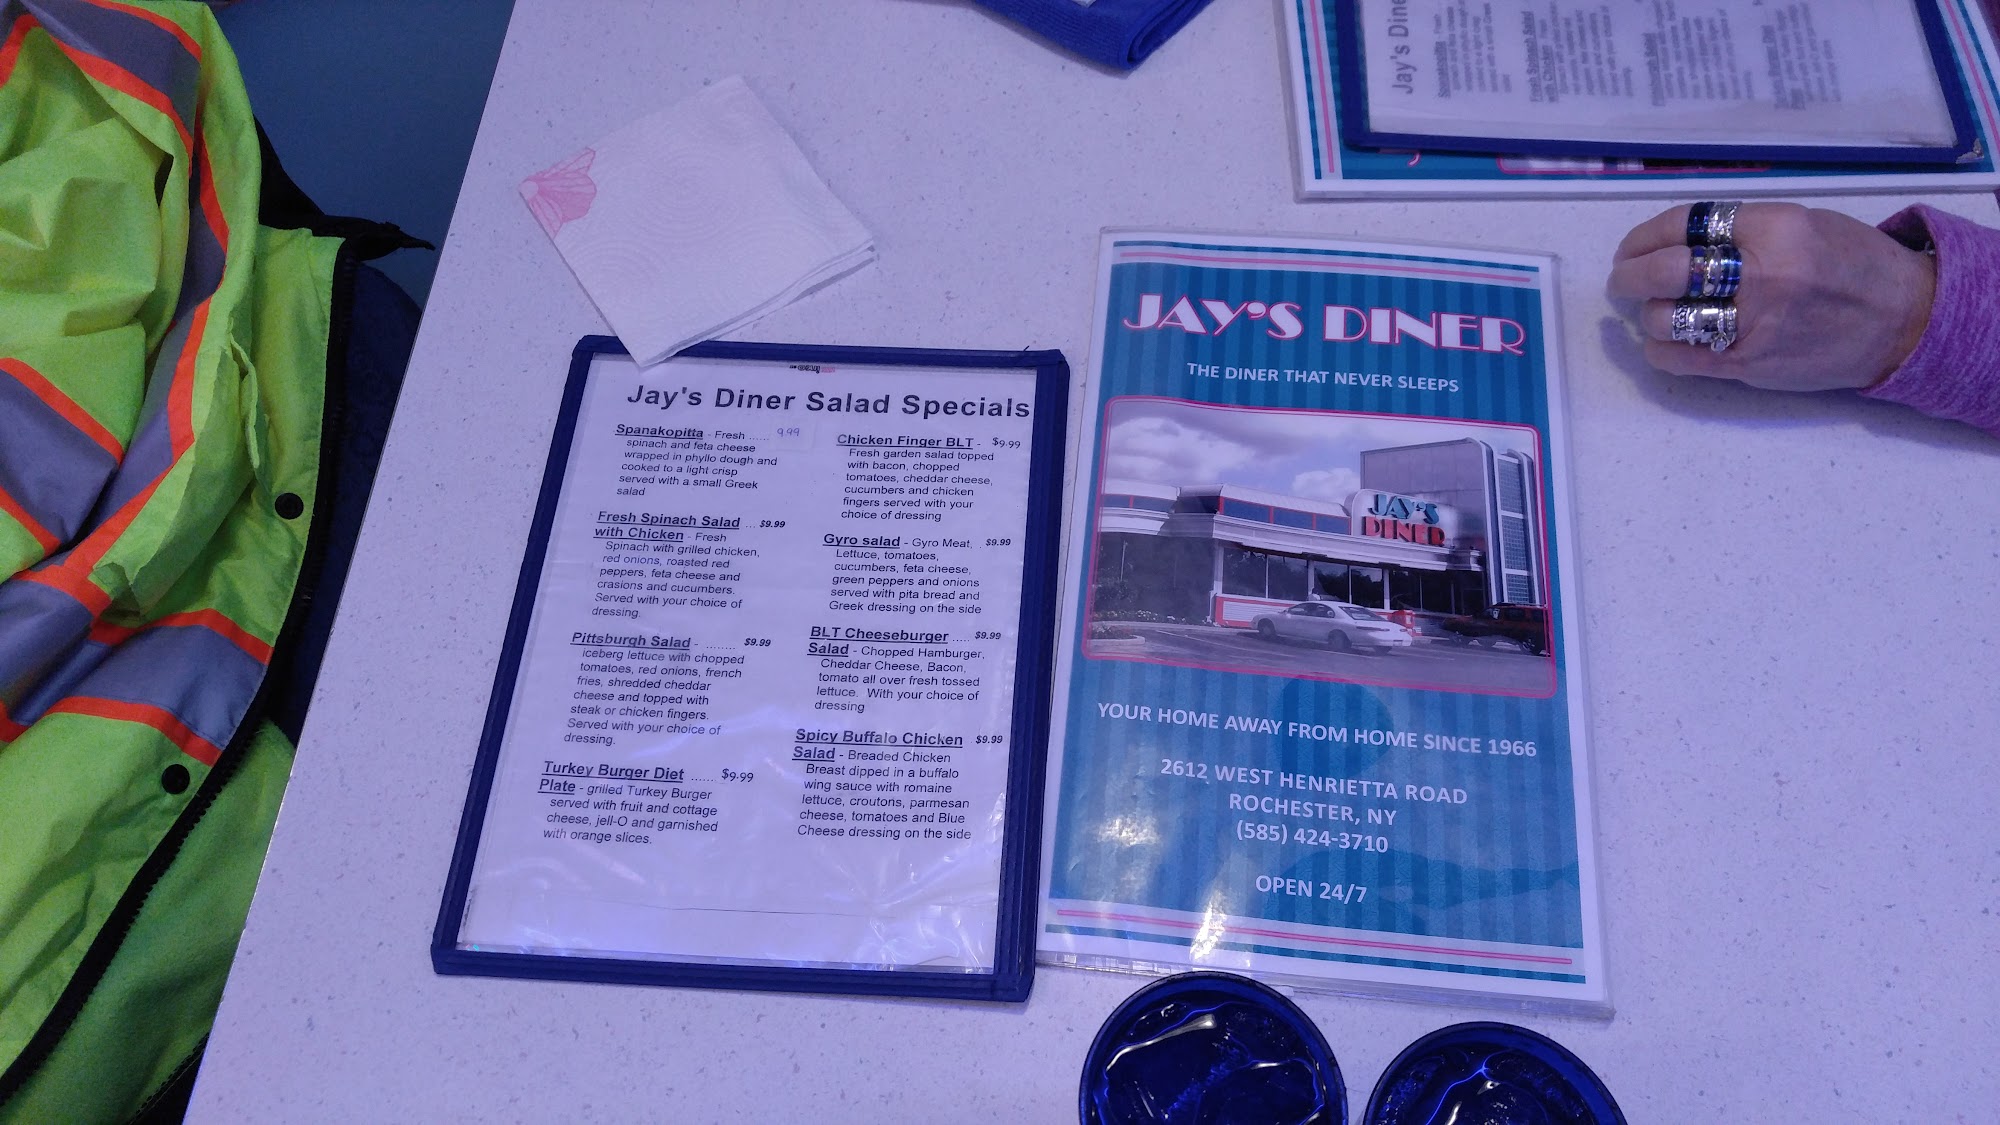 Jay's Diner Salad Specials
Spanakopitta - Fresh ...... 9.99
spinach and feta cheese
wrapped in phyllo dough and
cooked to a light crisp
served with a small Greek
salad
Fresh Spinach Salad ... $9.99
with Chicken - Fresh
Spinach with grilled chicken,
red onions, roasted red
peppers, feta cheese and
crasions and cucumbers.
Served with your choice of
dressing.
Pittsburgh Salad - ......... $9.99
iceberg lettuce with chopped
tomatoes, red onions, french
fries, shredded cheddar
cheese and topped with
steak or chicken fingers.
Served with your choice of
dressing.
Turkey Burger Diet ...... $9.99
Plate - grilled Turkey Burger
served with fruit and cottage
cheese, jell-O and garnished
with orange slices.
Chicken Finger BLT - $9.99
Fresh garden salad topped
with bacon, chopped
tomatoes, cheddar cheese,
cucumbers and chicken
fingers served with your
choice of dressing
Gyro salad - Gyro Meat, . $9.99
Lettuce, tomatoes,
cucumbers, feta cheese,
green peppers and onions
served with pita bread and
Greek dressing on the side
BLT Cheeseburger ..... $9.99
Salad - Chopped Hamburger,
Cheddar Cheese, Bacon,
tomato all over fresh tossed
lettuce. With your choice of
dressing
Spicy Buffalo Chicken $9.99
Salad - Breaded Chicken
Breast dipped in a buffalo
wing sauce with romaine
lettuce, croutons, parmesan
cheese, tomatoes and Blue
Cheese dressing on the side
JAY'S DINER
THE DINER THAT NEVER SLEEPS
JAY'S
DINER
YOUR HOME AWAY FROM HOME SINCE 1966
2612 WEST HENRIETTA ROAD
ROCHESTER, NY
(585) 424-3710
OPEN 24/7
Jay's Dine
Spanakopitta - Fresh
Fresh Spinach Salad
with Chicken - Fresh
Pittsburgh Salad